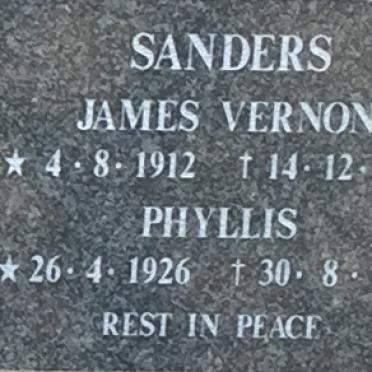 SANDERS
JAMES VERNON
★ 4·8·1912 † 14·12·
PHYLLIS
★ 26·4·1926 † 30·8·
REST IN PEACE